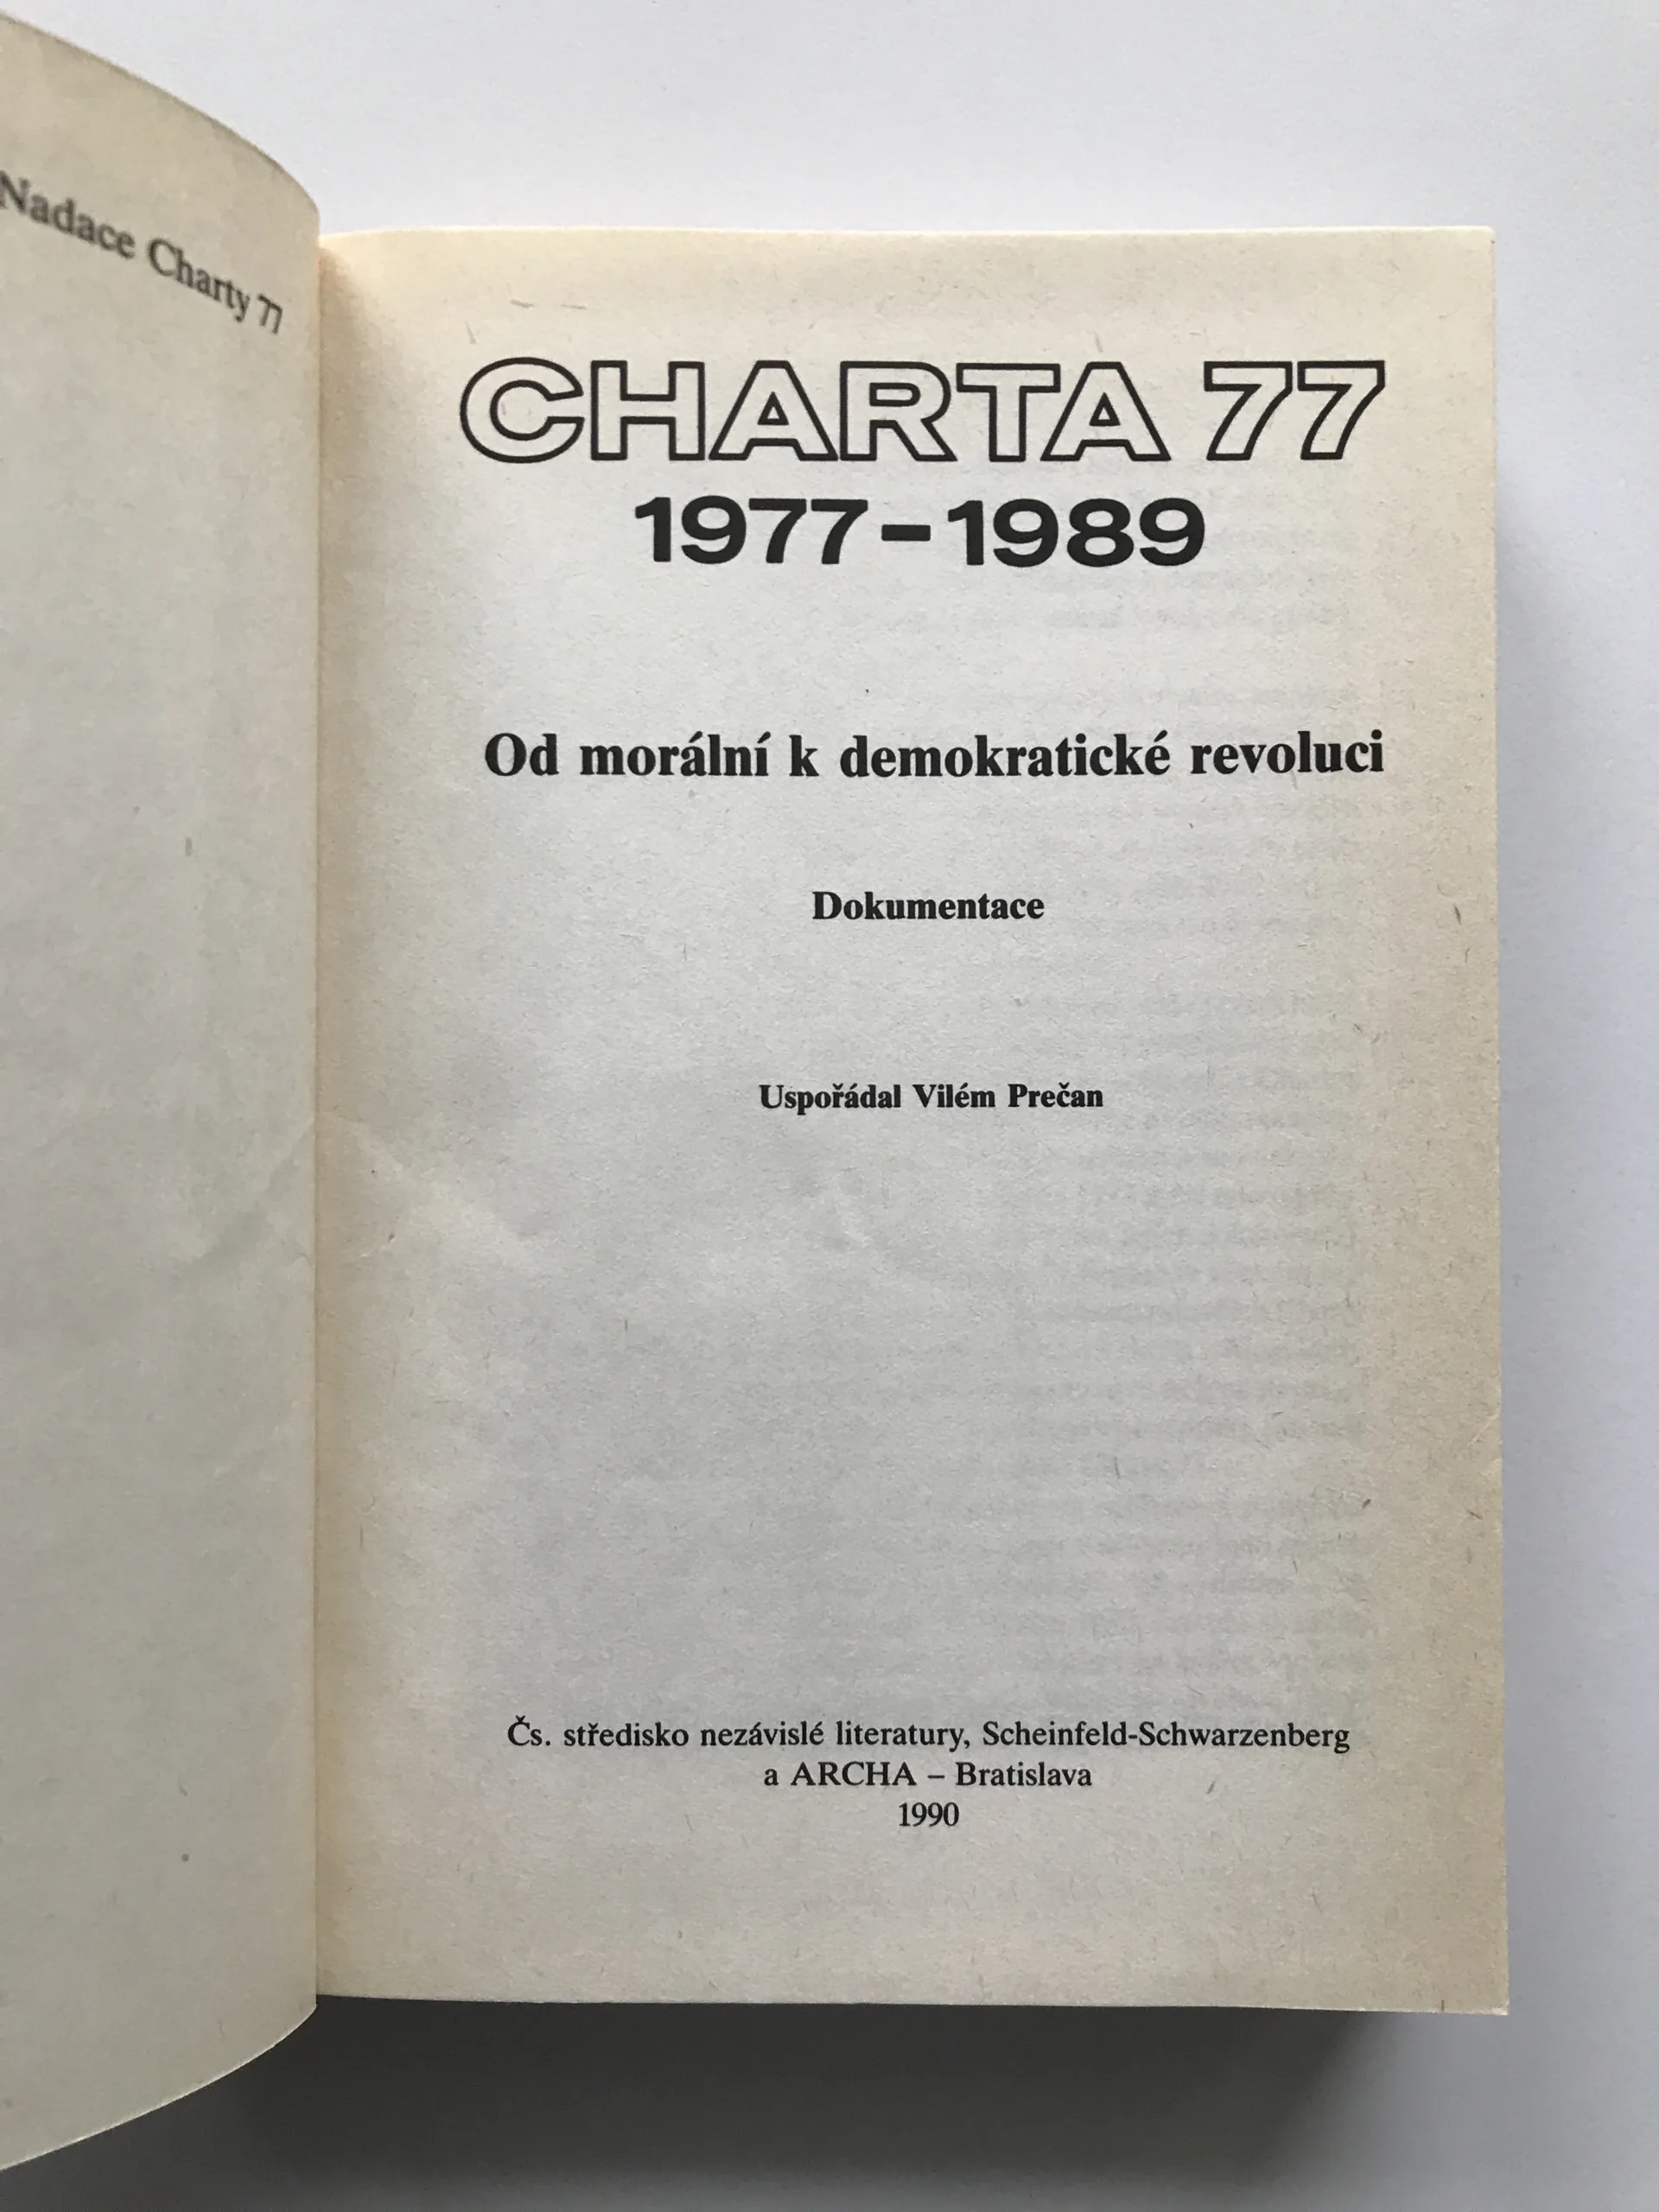 Nadace Charty 77
CHARTA 77
1977-1989
Od morální k demokratické revoluci
Dokumentace
Uspořádal Vilém Prečan
Čs. středisko nezávislé literatury, Scheinfeld-Schwarzenberg
a ARCHA – Bratislava
1990